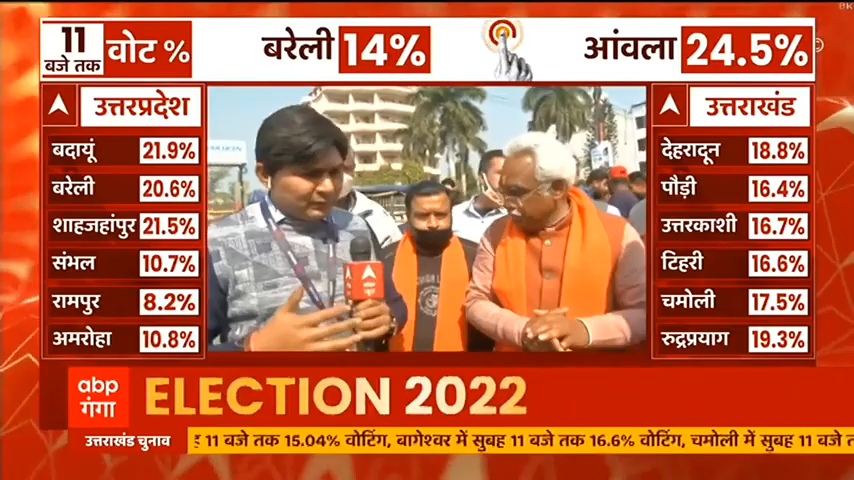 11
बजे तक
वोट %
बरेली 14%
आंवला 24.5%
उत्तरप्रदेश
बदायूं 21.9%
बरेली 20.6%
शाहजहांपुर 21.5%
संभल 10.7%
रामपुर 8.2%
अमरोहा 10.8%
उत्तराखंड
देहरादून 18.8%
पौड़ी 16.4%
उत्तरकाशी 16.7%
टिहरी 16.6%
चमोली 17.5%
रुद्रप्रयाग 19.3%
abp
गंगा
ELECTION 2022
उत्तराखंड चुनाव
11 बजे तक 15.04% वोटिंग, बागेश्वर में सुबह 11 बजे तक 16.6% वोटिंग, चमोली में सुबह 11 बजे